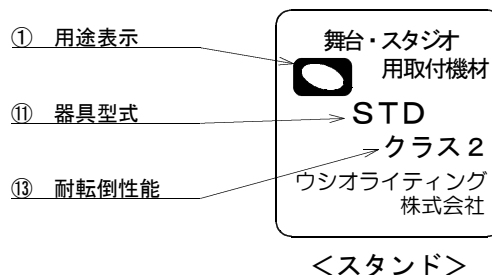 ① 用途表示
⑪ 器具型式
⑬ 耐転倒性能
舞台・スタジオ
用取付機材
STD
クラス2
ウシオライティング
株式会社
＜スタンド＞